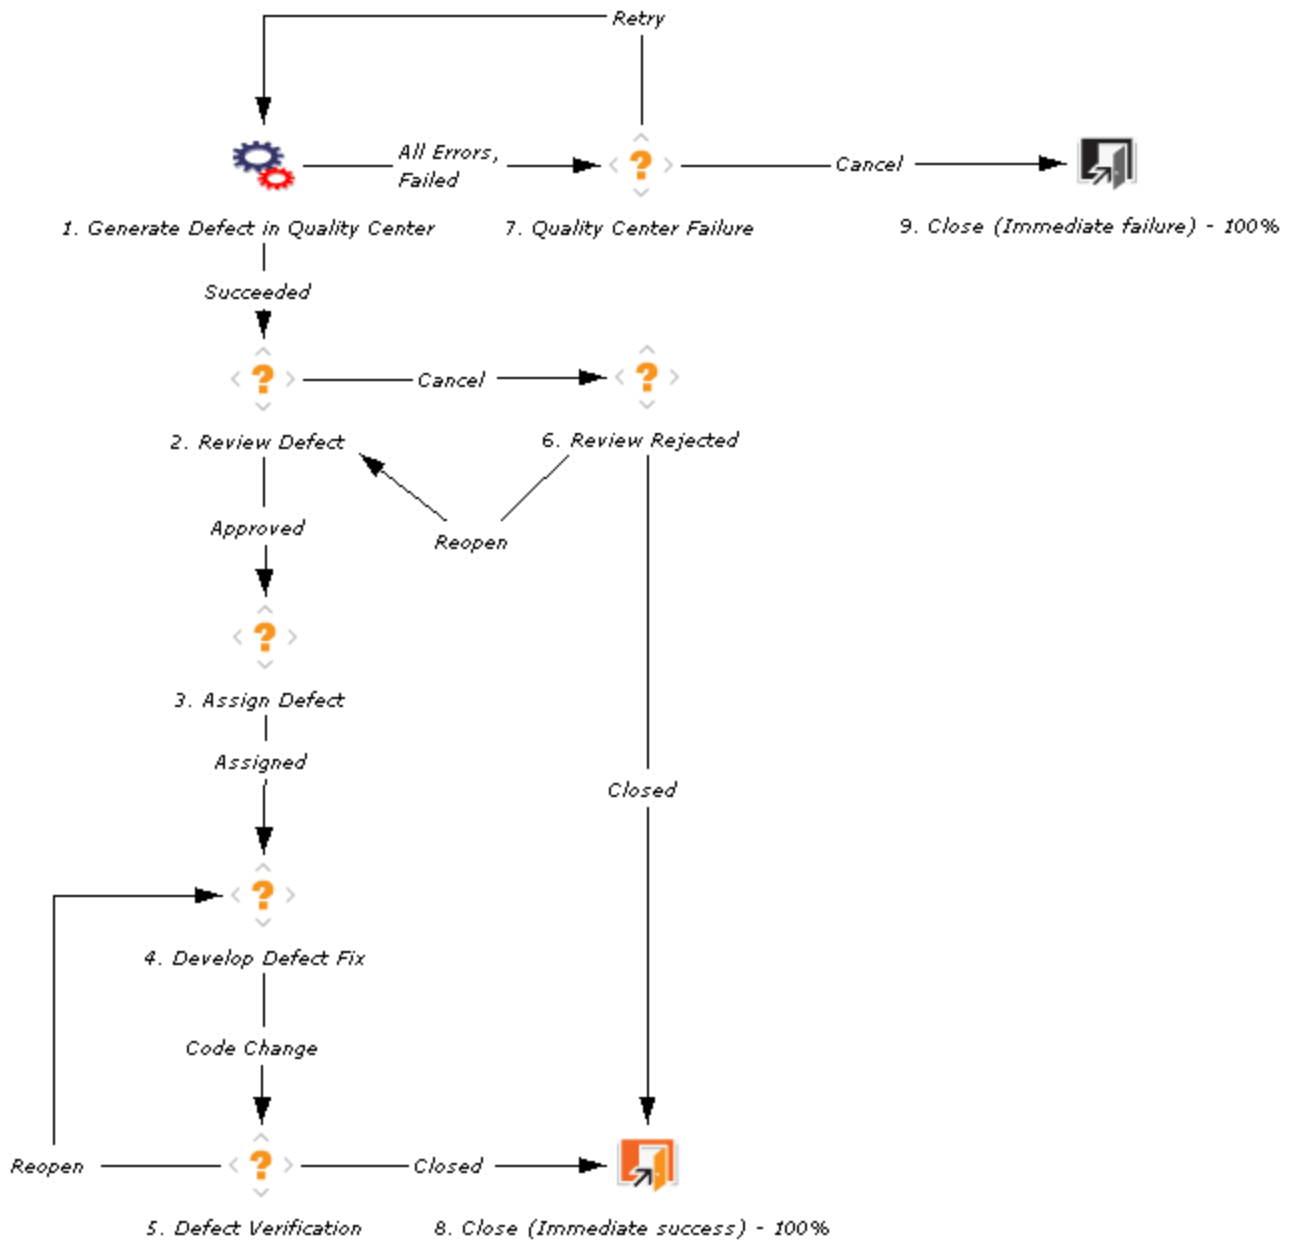 Retry
All Errors,
Failed
Cancel
1. Generate Defect in Quality Center
7. Quality Center Failure
9. Close (Immediate failure) - 100%
Succeeded
Cancel
2. Review Defect
6. Review Rejected
Approved
Reopen
3. Assign Defect
Assigned
Closed
4. Develop Defect Fix
Code Change
Reopen
Closed
5. Defect Verification
8. Close (Immediate success) - 100%